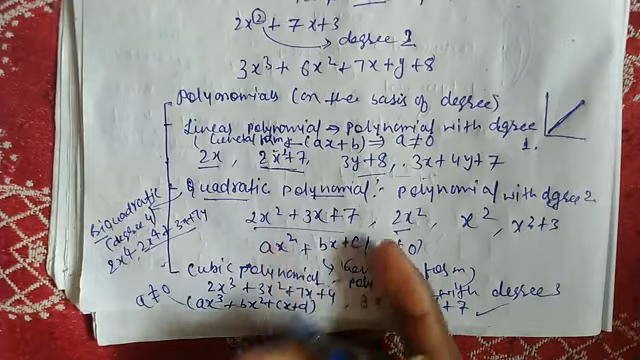 2x² + 7x+3
degree 2
3x³ + 6x² + 7x + y + 8
Polynomials (on the basis of degree)
Linear polynomial → polynomial with degree 1.
(General form (ax+b) ⇒ a≠0
2x, 2x+7, 3y+8, 3x+4y+7
Quadratic polynomial :- polynomial with dgree 2
2x² + 3x + 7, 2x², x², x²+3
ax² + bx + c
Biquadratic
(degree 4)
Cubic polynomial → form)
2x³ + 3x² + 7x + 4 with degree 3
a≠0 (ax³ + bx² + cx + d) + 7